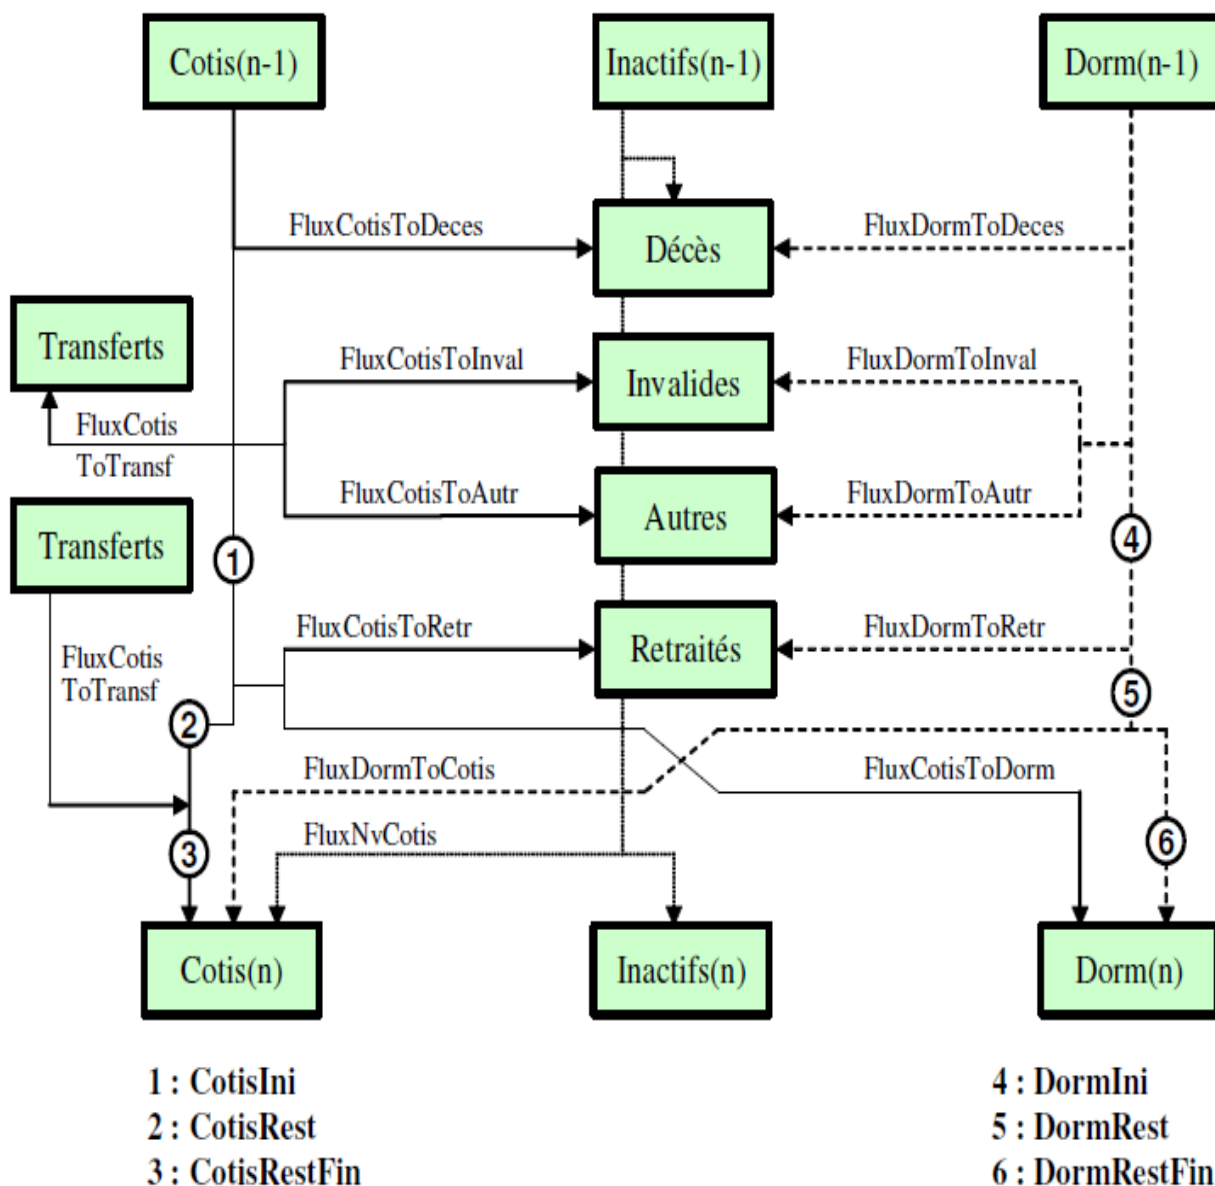 Cotis(n-1)
Inactifs(n-1)
Dorm(n-1)
FluxCotisToDeces
Décès
FluxDormToDeces
Transferts
FluxCotisToInval
Invalides
FluxDormToInval
FluxCotis
ToTransf
FluxCotisToAutr
Autres
FluxDormToAutr
Transferts
1
4
FluxCotisToRetr
Retraités
FluxDormToRetr
FluxCotis
ToTransf
2
5
FluxDormToCotis
FluxCotisToDorm
FluxNvCotis
3
6
Cotis(n)
Inactifs(n)
Dorm(n)
1 : CotisIni
2 : CotisRest
3 : CotisRestFin
4 : DormIni
5 : DormRest
6 : DormRestFin